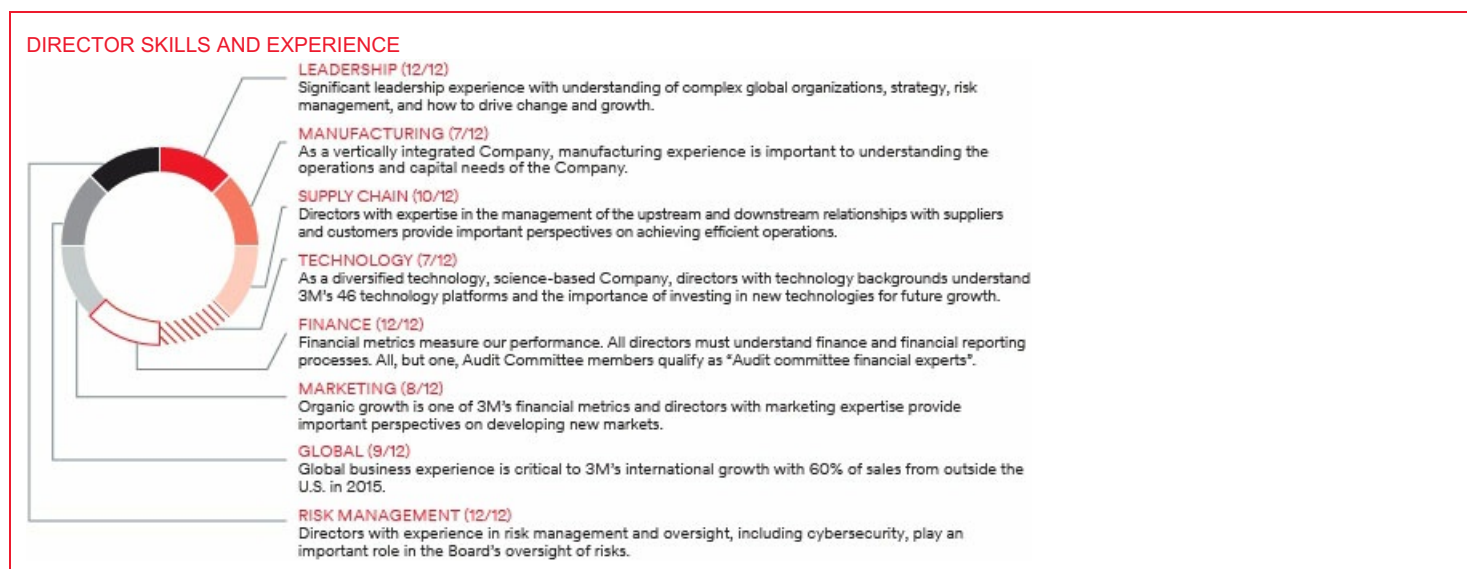 DIRECTOR SKILLS AND EXPERIENCE
LEADERSHIP (12/12)
Significant leadership experience with understanding of complex global organizations, strategy, risk
management, and how to drive change and growth.
MANUFACTURING (7/12)
As a vertically integrated Company, manufacturing experience is important to understanding the
operations and capital needs of the Company.
SUPPLY CHAIN (10/12)
Directors with expertise in the management of the upstream and downstream relationships with suppliers
and customers provide important perspectives on achieving efficient operations.
TECHNOLOGY (7/12)
As a diversified technology, science-based Company, directors with technology backgrounds understand
3M's 46 technology platforms and the importance of investing in new technologies for future growth.
FINANCE (12/12)
Financial metrics measure our performance. All directors must understand finance and financial reporting
processes. All, but one, Audit Committee members qualify as “Audit committee financial experts”.
MARKETING (8/12)
Organic growth is one of 3M's financial metrics and directors with marketing expertise provide
important perspectives on developing new markets.
GLOBAL (9/12)
Global business experience is critical to 3M's international growth with 60% of sales from outside the
U.S. in 2015.
RISK MANAGEMENT (12/12)
Directors with experience in risk management and oversight, including cybersecurity, play an
important role in the Board's oversight of risks.